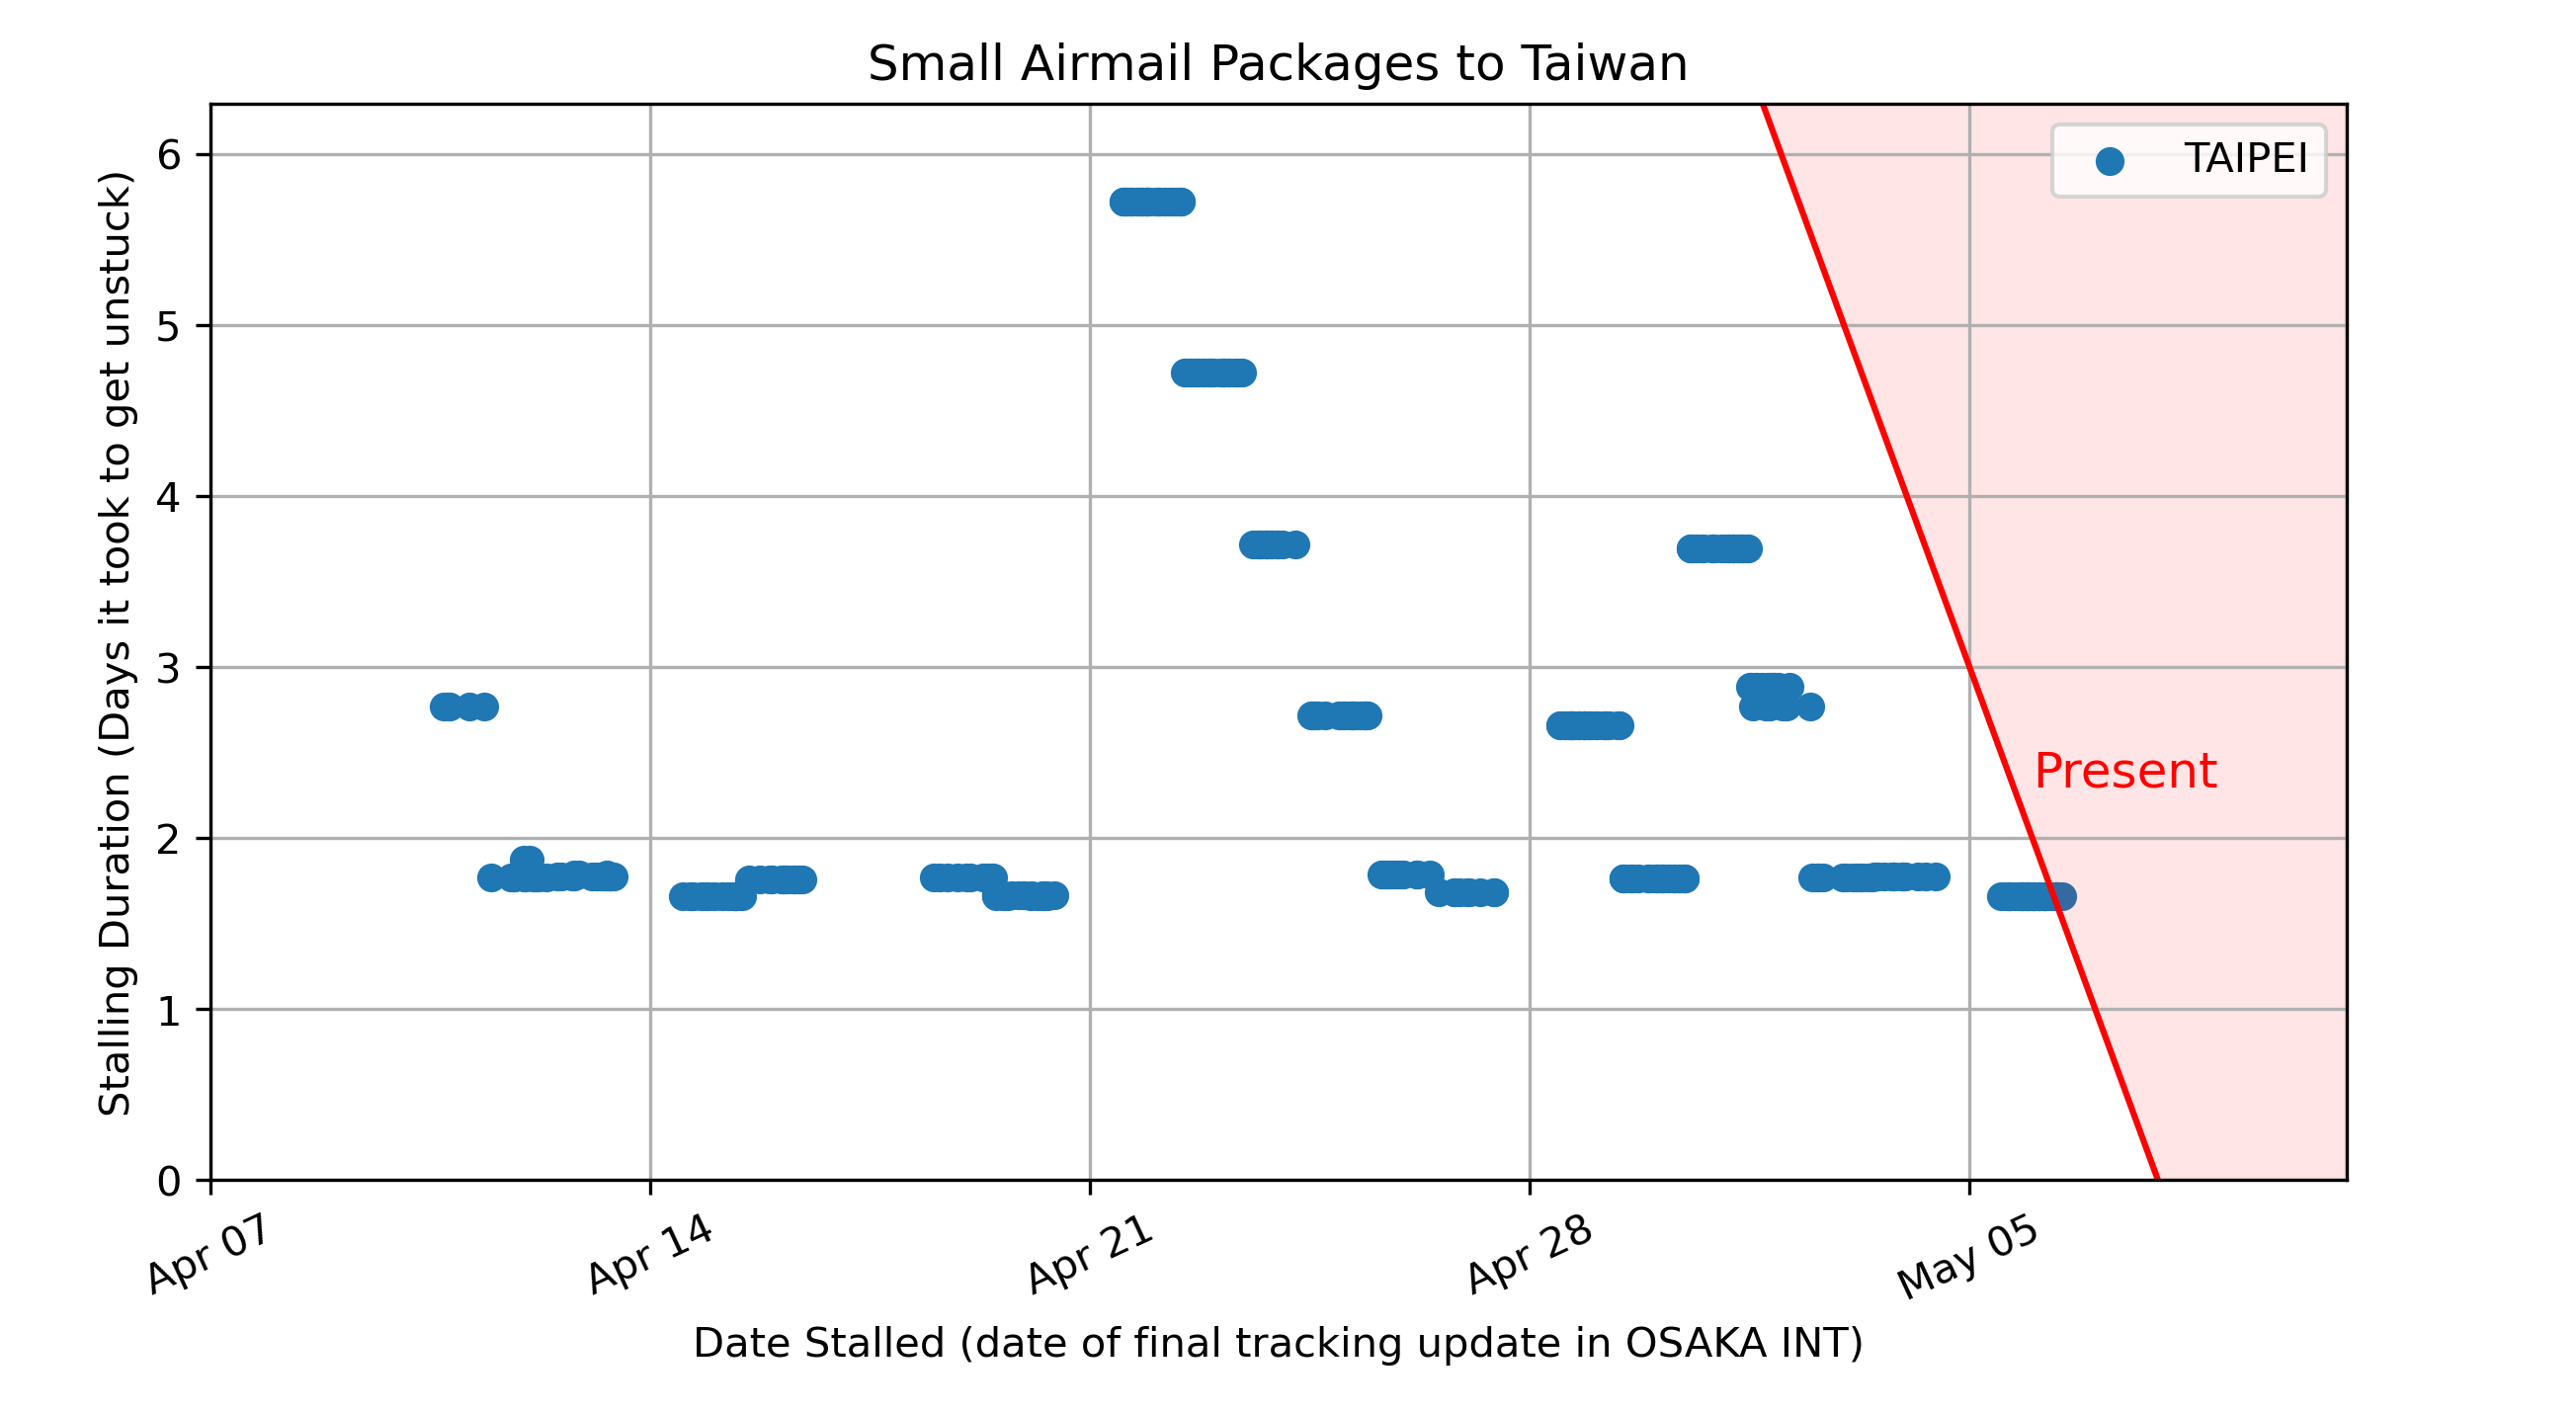 Small Airmail Packages to Taiwan
Stalling Duration (Days it took to get unstuck)
6
5
4
3
2
1
0
TAIPEI
Present
Apr 07
Apr 14
Apr 21
Apr 28
May 05
Date Stalled (date of final tracking update in OSAKA INT)